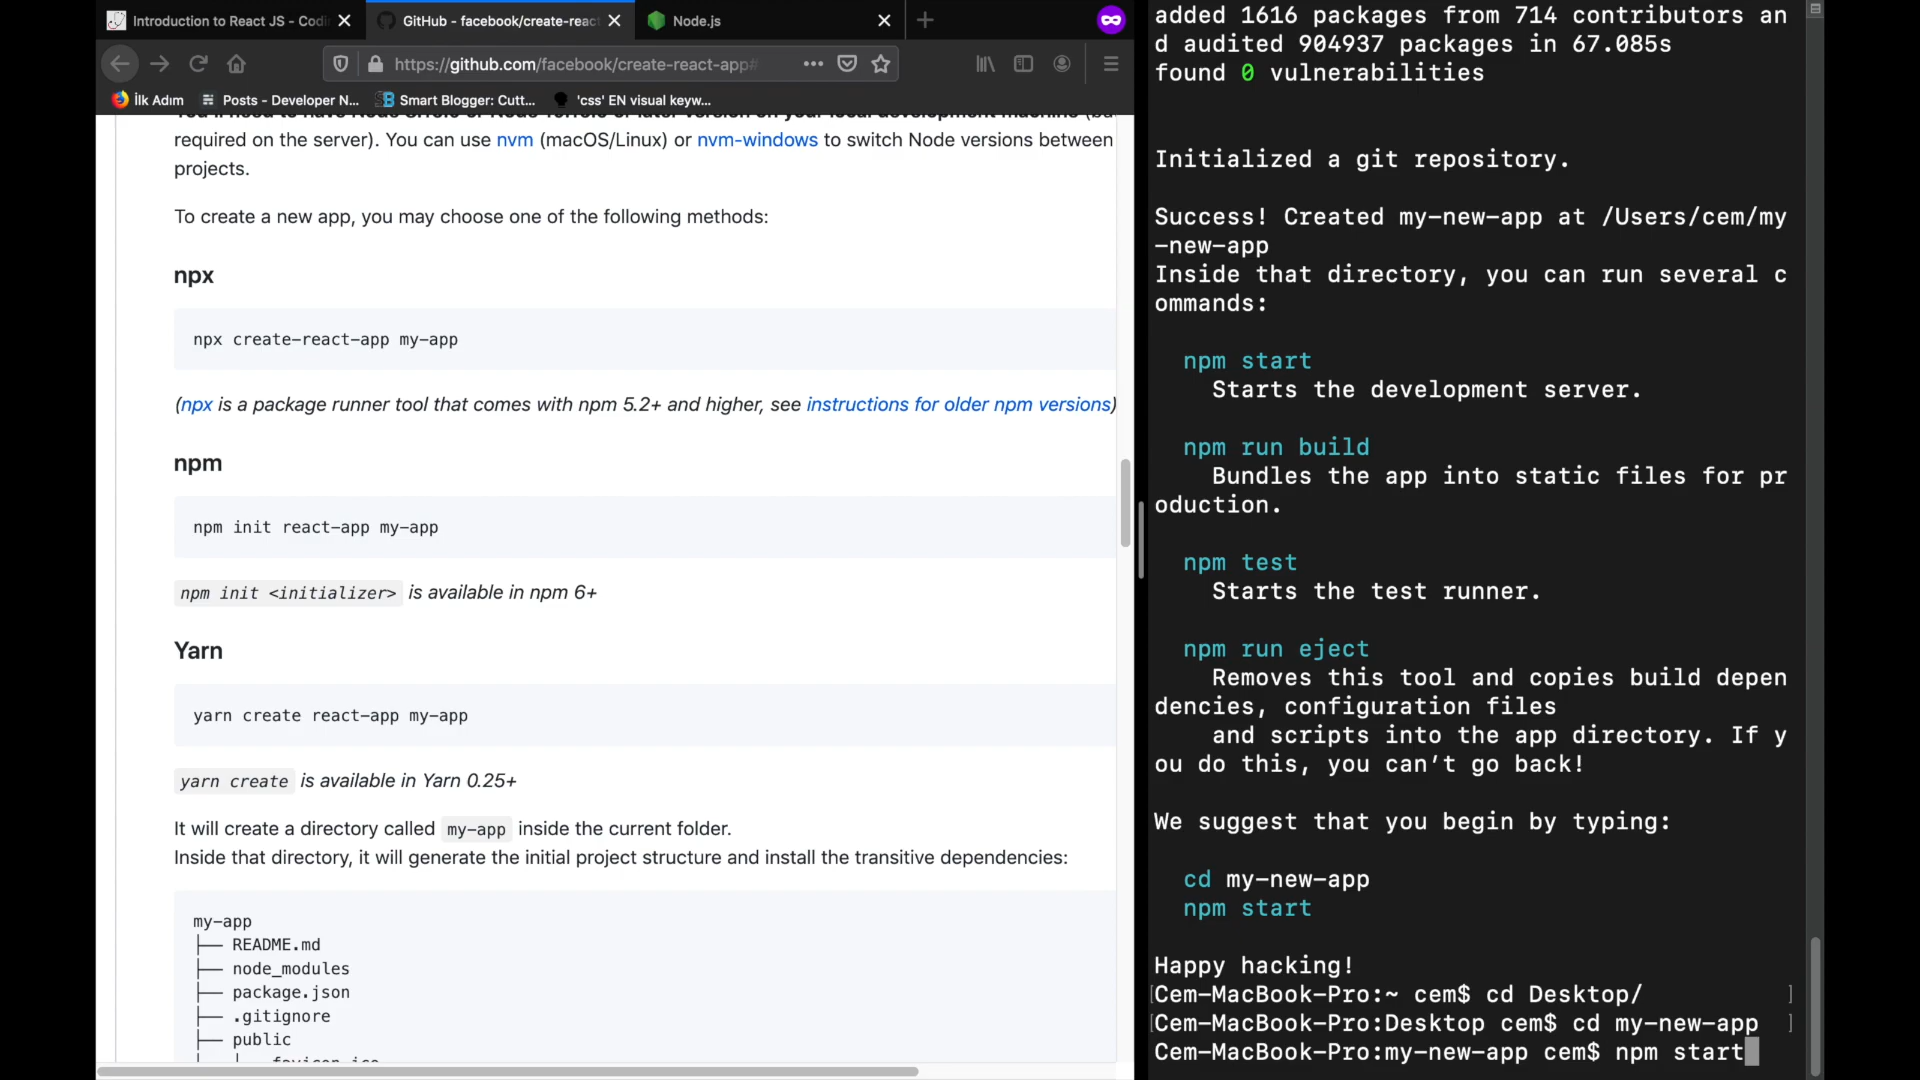 Introduction to React JS - Codi
GitHub - facebook/create-reac
Node.js
https://github.com/facebook/create-react-app#
İlk Adım
Posts - Developer N...
Smart Blogger: Cutt...
'css' EN visual keyw...
required on the server). You can use nvm (macOS/Linux) or nvm-windows to switch Node versions between
projects.
To create a new app, you may choose one of the following methods:
npx
npx create-react-app my-app
(npx is a package runner tool that comes with npm 5.2+ and higher, see instructions for older npm versions)
npm
npm init react-app my-app
npm init <initializer> is available in npm 6+
Yarn
yarn create react-app my-app
yarn create is available in Yarn 0.25+
It will create a directory called my-app inside the current folder.
Inside that directory, it will generate the initial project structure and install the transitive dependencies:
my-app
├── README.md
├── node_modules
├── package.json
├── .gitignore
├── public
added 1616 packages from 714 contributors an
d audited 904937 packages in 67.085s
found 0 vulnerabilities
Initialized a git repository.
Success! Created my-new-app at /Users/cem/my
-new-app
Inside that directory, you can run several c
ommands:
npm start
Starts the development server.
npm run build
Bundles the app into static files for pr
oduction.
npm test
Starts the test runner.
npm run eject
Removes this tool and copies build depen
dencies, configuration files
and scripts into the app directory. If y
ou do this, you can’t go back!
We suggest that you begin by typing:
cd my-new-app
npm start
Happy hacking!
[Cem-MacBook-Pro:~ cem$ cd Desktop/ ]
[Cem-MacBook-Pro:Desktop cem$ cd my-new-app ]
Cem-MacBook-Pro:my-new-app cem$ npm start